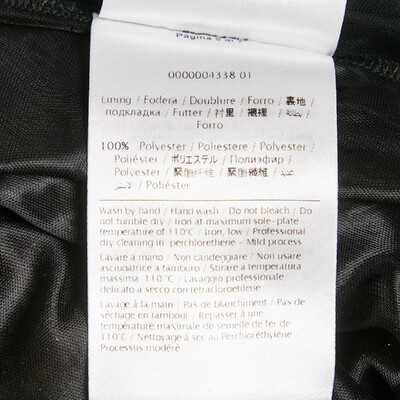 Pagina 6 di 7
0000004338 01
Lining / Fodera / Doublure / Forro / 裏地 /
подкладка / Futter / 衬里 / 襯裡 /
Forro
100% Polyester / Poliestere / Polyester /
Poliéster / ポリエステル / Полиэфир /
Polyester / 聚酯纤维 / 聚酯纖維 /
/ Poliéster
Wash by hand / Hand wash / Do not bleach / Do
not tumble dry / Iron at maximum sole-plate
temperature of 110˚C / Iron, low / Professional
dry cleaning in perchlorethene - Mild process
Lavare a mano / Non candeggiare / Non usare
asciugatrice a tamburo / Stirare a temperatura
massima 110˚C / Lavaggio professionale
delicato a secco con tetracloroetilene
Lavage à la main / Pas de blanchiment / Pas de
séchage en tambour / Repasser à une
température maximale de semelle de fer de
110˚C / Nettoyage à sec au Perchloréthylène
Processus modéré